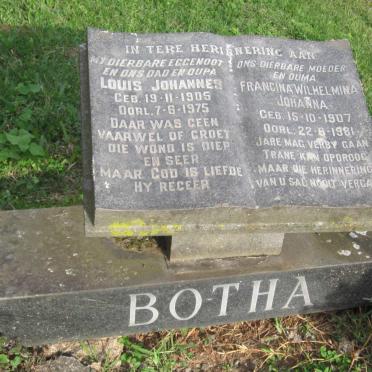 IN TERE HERINNERING AAN
MY DIERBARE EGGENOOT
EN ONS DAD EN OUPA
LOUIS JOHANNES
GEB. 19-11-1905
OORL. 7-6-1975
DAAR WAS GEEN
VAARWEL OF GROET
DIE WOND IS DIEP
EN SEER
MAAR GOD IS LIEFDE
HY REGEER
ONS DIERBARE MOEDER
EN OUMA
FRANCINA WILHELMINA
JOHANNA
GEB. 15-10-1907
OORL. 22-6-1981
JARE MAG VERBY GAAN
TRANE KAN OPDROOG
MAAR DIE HERINNERING
VAN U SAL NOOIT VERGA
BOTHA